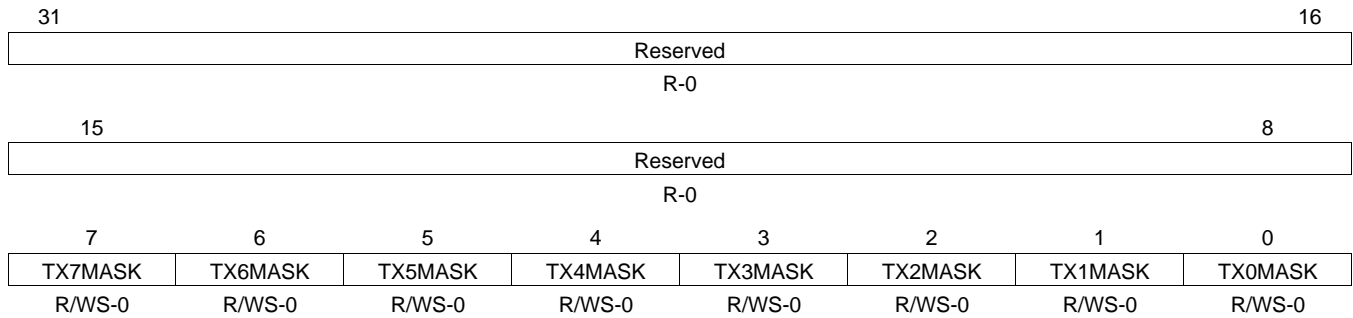 31 16
Reserved
R-0
15 8
Reserved
R-0
7 6 5 4 3 2 1 0
TX7MASK TX6MASK TX5MASK TX4MASK TX3MASK TX2MASK TX1MASK TX0MASK
R/WS-0 R/WS-0 R/WS-0 R/WS-0 R/WS-0 R/WS-0 R/WS-0 R/WS-0